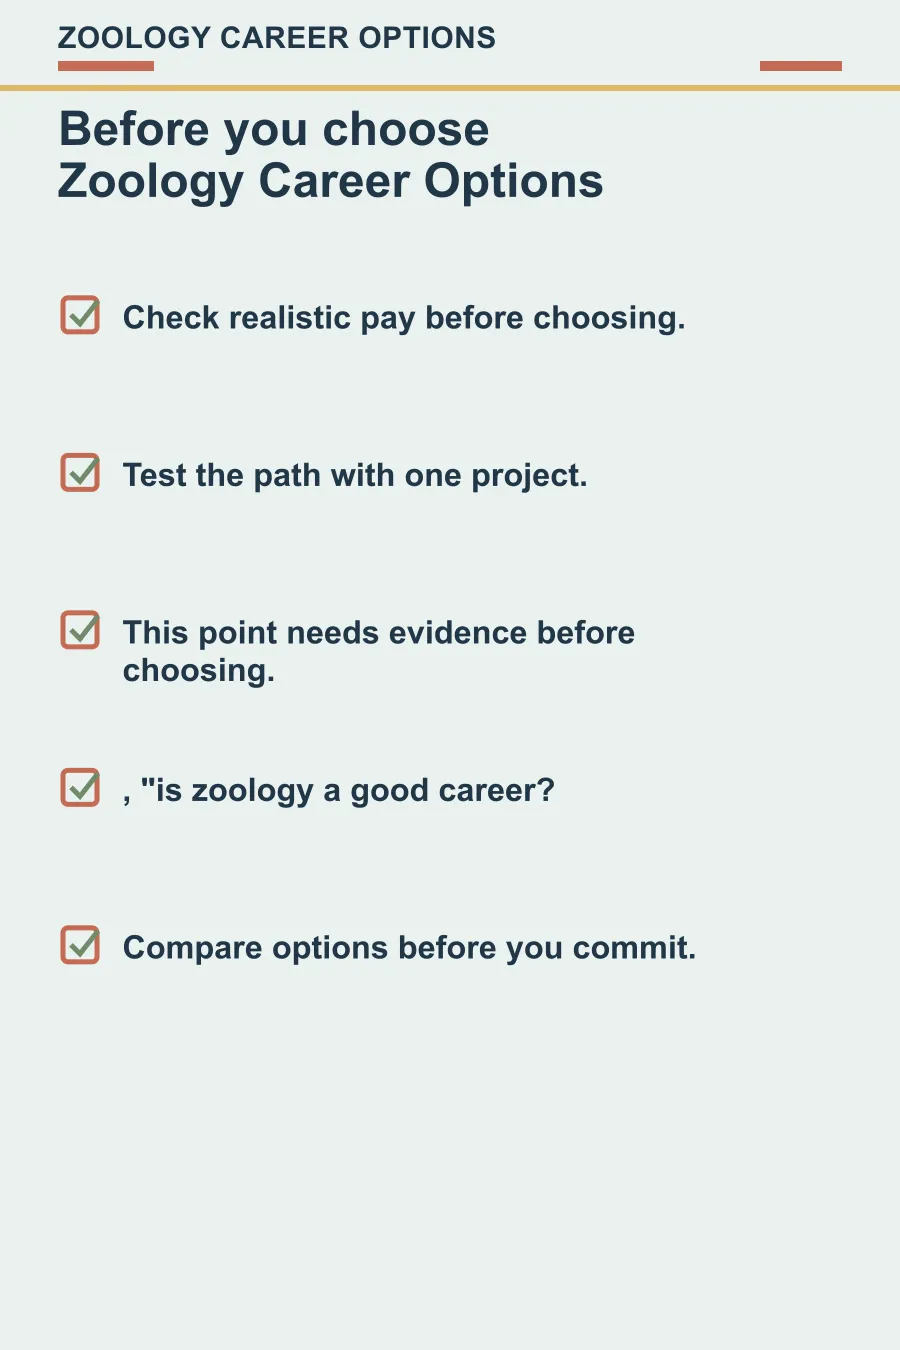 ZOOLOGY CAREER OPTIONS
Before you choose
Zoology Career Options
Check realistic pay before choosing.
Test the path with one project.
This point needs evidence before
choosing.
, "is zoology a good career?
Compare options before you commit.